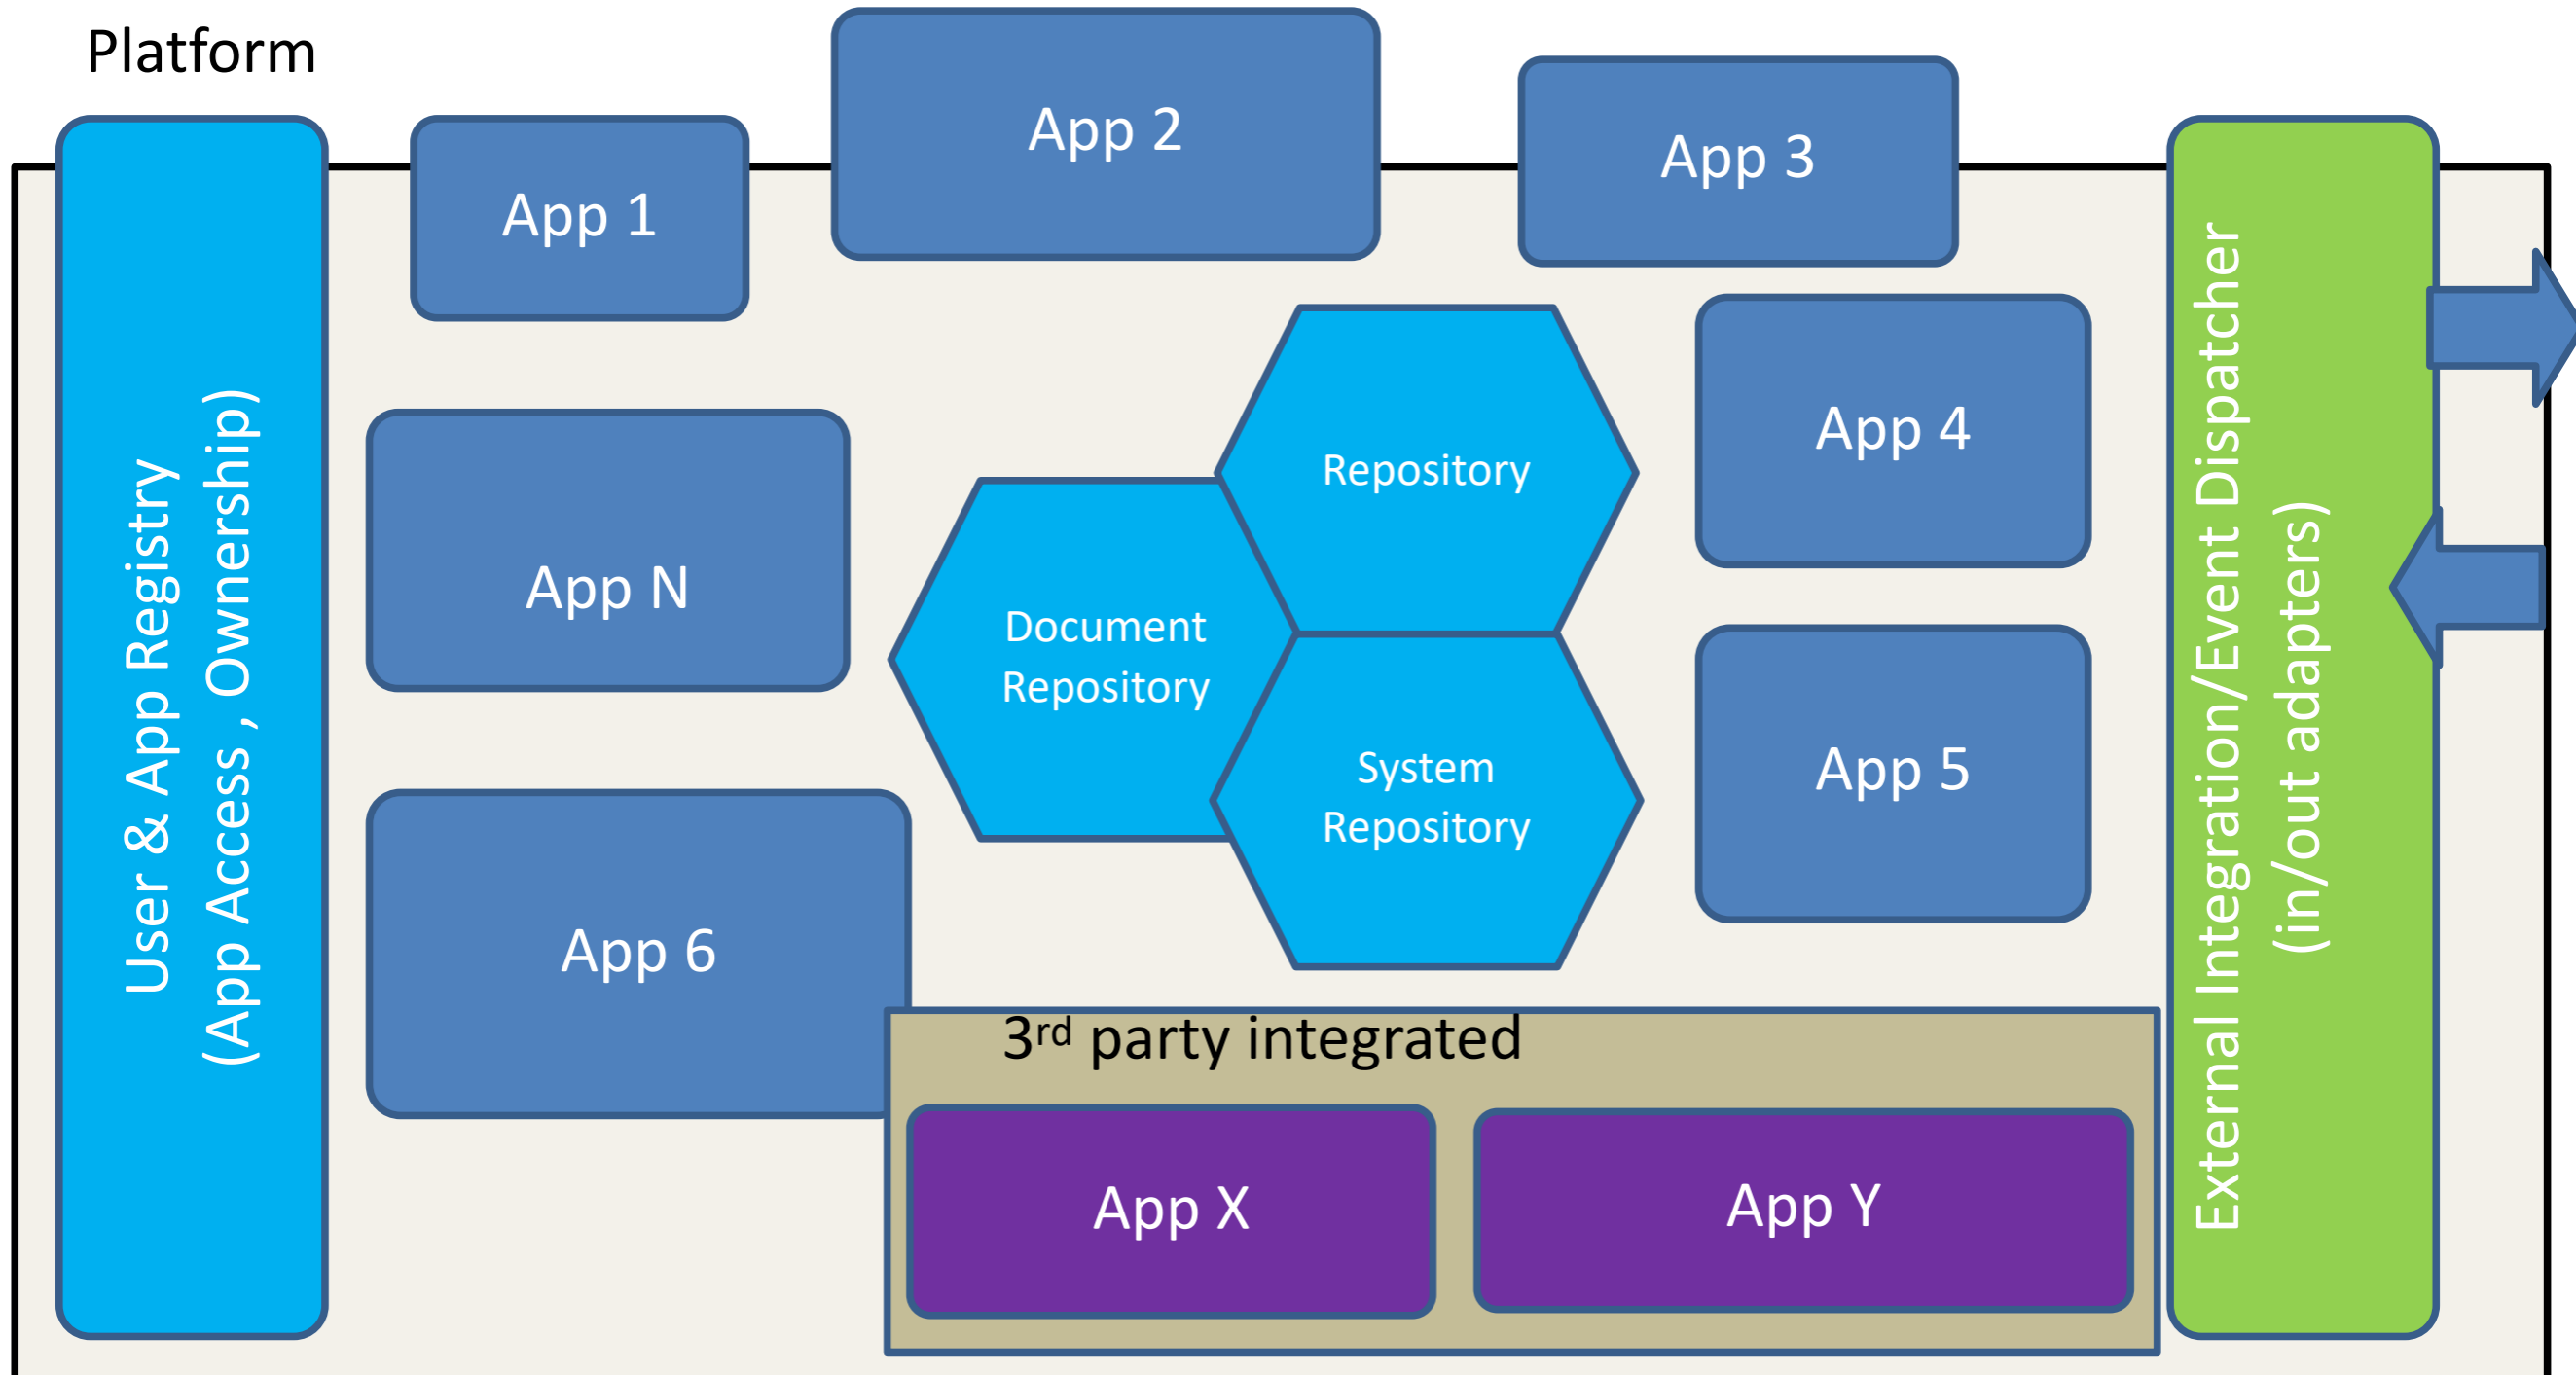 Platform
App 1
App 2
App 3
User & App Registry
(App Access , Ownership)
App N
Repository
Document
Repository
System
Repository
App 4
App 5
App 6
3rd party integrated
App X
App Y
External Integration/Event Dispatcher
(in/out adapters)